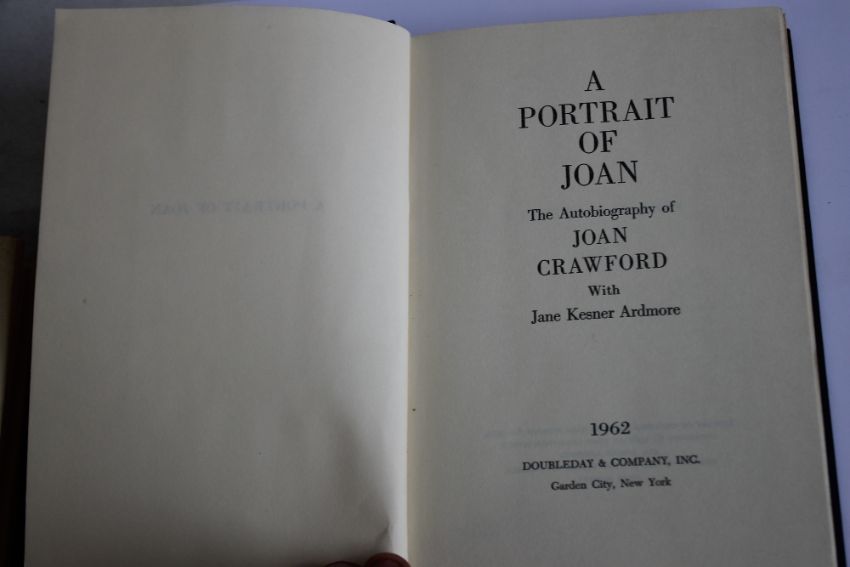 A
PORTRAIT
OF
JOAN
The Autobiography of
JOAN
CRAWFORD
With
Jane Kesner Ardmore
1962
DOUBLEDAY & COMPANY, INC.
Garden City, New York